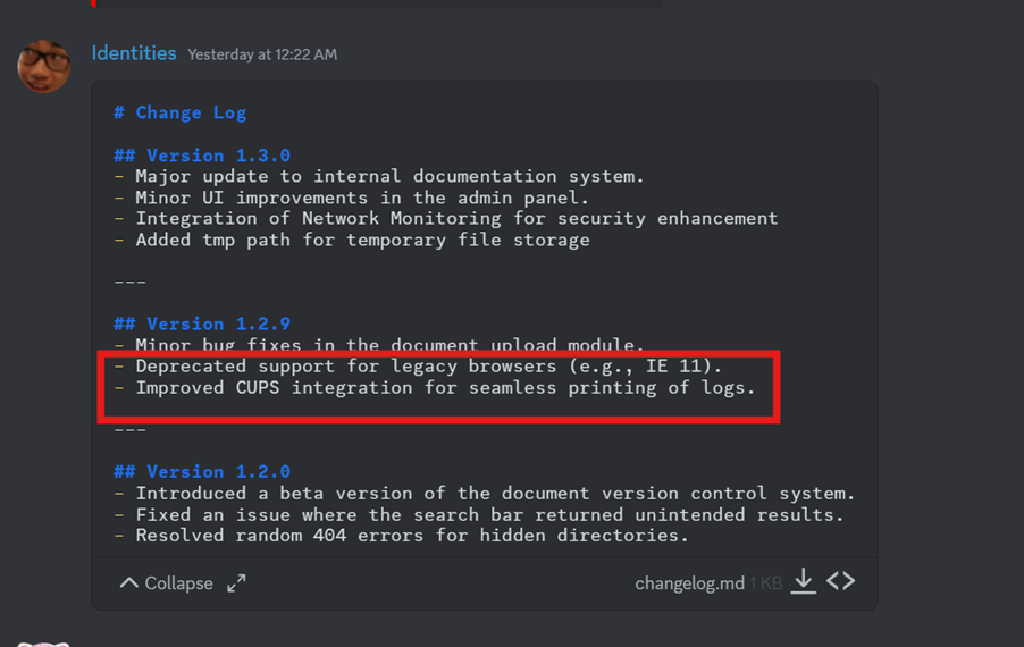 Identities Yesterday at 12:22 AM
# Change Log
## Version 1.3.0
- Major update to internal documentation system.
- Minor UI improvements in the admin panel.
- Integration of Network Monitoring for security enhancement
- Added tmp path for temporary file storage
---
## Version 1.2.9
- Minor bug fixes in the document upload module.
- Deprecated support for legacy browsers (e.g., IE 11).
- Improved CUPS integration for seamless printing of logs.
---
## Version 1.2.0
- Introduced a beta version of the document version control system.
- Fixed an issue where the search bar returned unintended results.
- Resolved random 404 errors for hidden directories.
Collapse changelog.md 1 KB